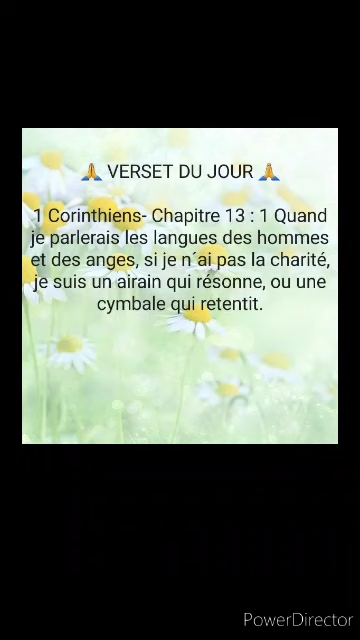 🙏 VERSET DU JOUR 🙏
1 Corinthiens- Chapitre 13 : 1 Quand
je parlerais les langues des hommes
et des anges, si je n´ai pas la charité,
je suis un airain qui résonne, ou une
cymbale qui retentit.
PowerDirector